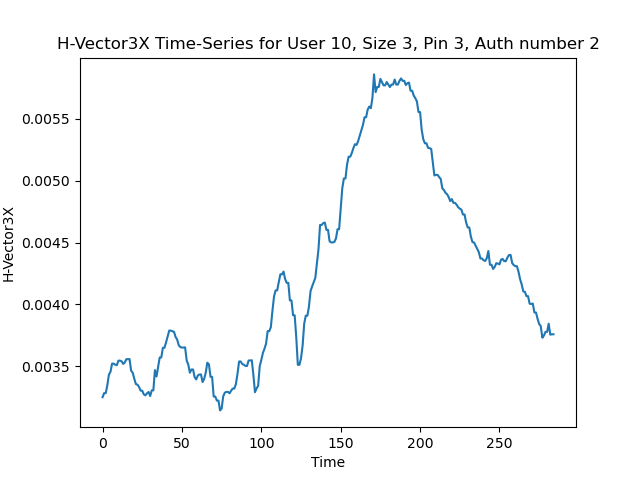 H-Vector3X Time-Series for User 10, Size 3, Pin 3, Auth number 2
H-Vector3X
0.0055
0.0050
0.0045
0.0040
0.0035
0 50 100 150 200 250
Time